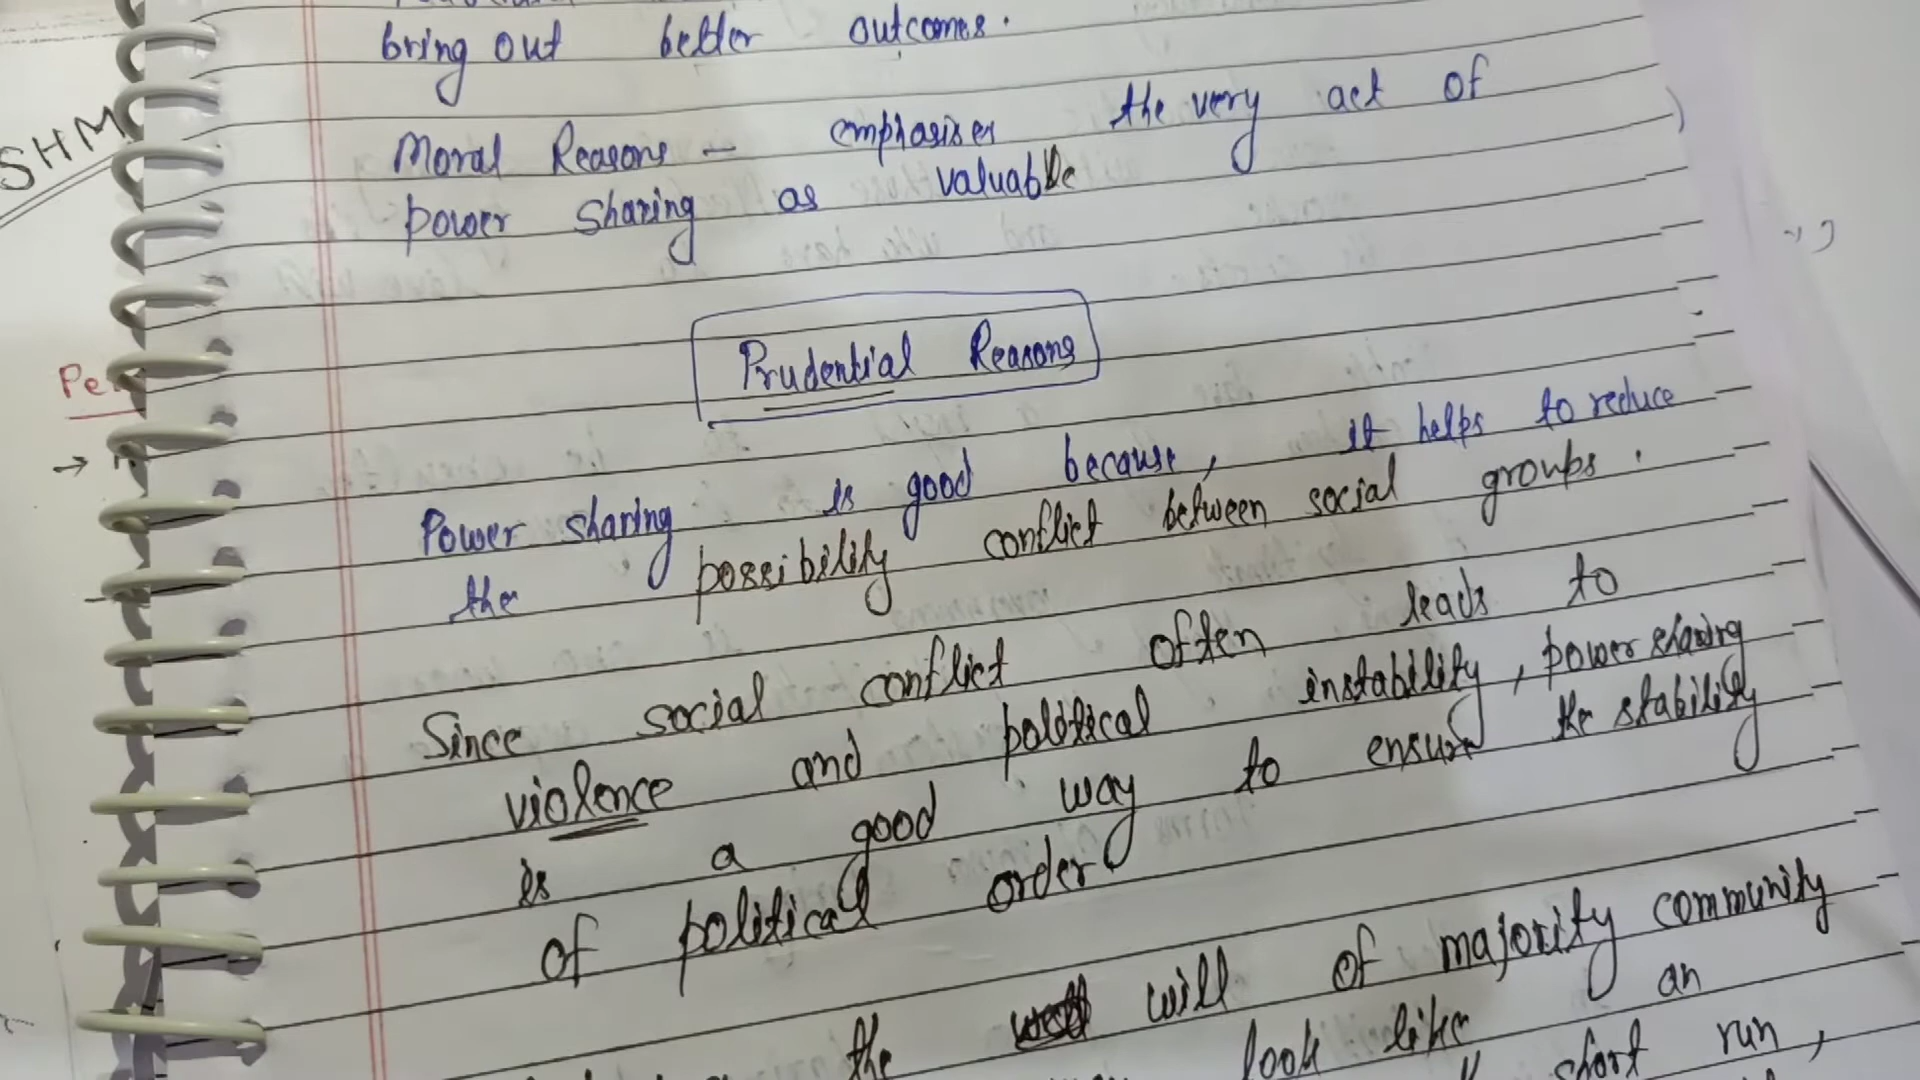 bring out better outcomes.
Moral Reasons - emphasises the very act of
power sharing as valuable
Prudential Reasons
Power sharing is good because, it helps to reduce
the possibility conflict between social groups.
Since social conflict often leads to
violence and political instability, power sharing
is a good way to ensure the stability
of political order
the will of majority community
look like an
short run,
SHM
Pe